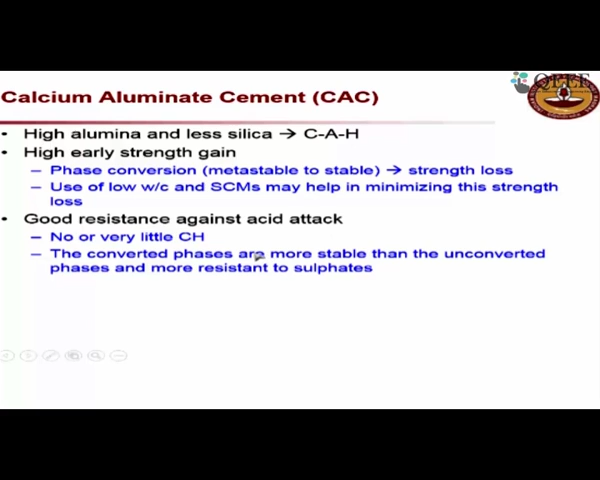 QEEE
Calcium Aluminate Cement (CAC)
• High alumina and less silica → C-A-H
• High early strength gain
– Phase conversion (metastable to stable) → strength loss
– Use of low w/c and SCMs may help in minimizing this strength
loss
• Good resistance against acid attack
– No or very little CH
– The converted phases are more stable than the unconverted
phases and more resistant to sulphates